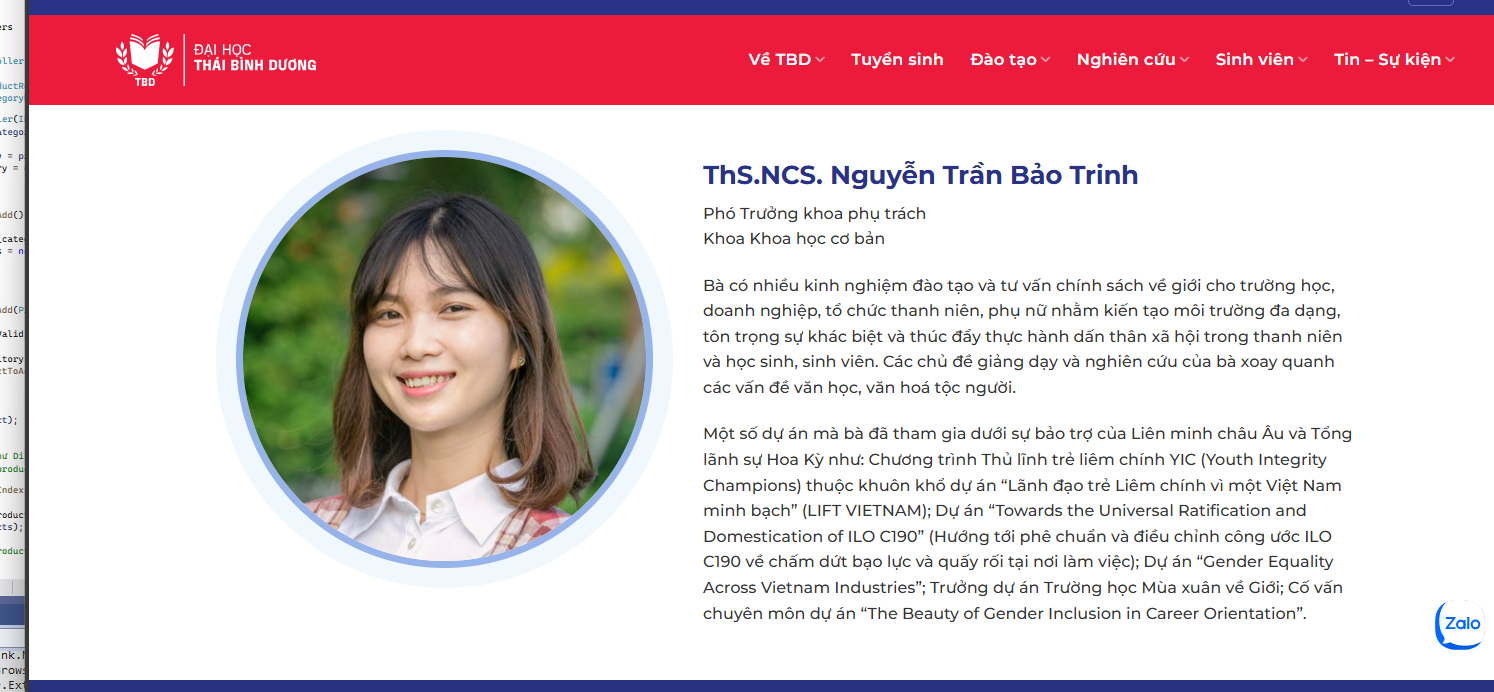 TBD
ĐẠI HỌC
THÁI BÌNH DƯƠNG
Về TBD
Tuyển sinh
Đào tạo
Nghiên cứu
Sinh viên
Tin – Sự kiện
ThS.NCS. Nguyễn Trần Bảo Trinh
Phó Trưởng khoa phụ trách
Khoa Khoa học cơ bản
Bà có nhiều kinh nghiệm đào tạo và tư vấn chính sách về giới cho trường học,
doanh nghiệp, tổ chức thanh niên, phụ nữ nhằm kiến tạo môi trường đa dạng,
tôn trọng sự khác biệt và thúc đẩy thực hành dấn thân xã hội trong thanh niên
và học sinh, sinh viên. Các chủ đề giảng dạy và nghiên cứu của bà xoay quanh
các vấn đề văn học, văn hoá tộc người.
Một số dự án mà bà đã tham gia dưới sự bảo trợ của Liên minh châu Âu và Tổng
lãnh sự Hoa Kỳ như: Chương trình Thủ lĩnh trẻ liêm chính YIC (Youth Integrity
Champions) thuộc khuôn khổ dự án “Lãnh đạo trẻ Liêm chính vì một Việt Nam
minh bạch” (LIFT VIETNAM); Dự án “Towards the Universal Ratification and
Domestication of ILO C190” (Hướng tới phê chuẩn và điều chỉnh công ước ILO
C190 về chấm dứt bạo lực và quấy rối tại nơi làm việc); Dự án “Gender Equality
Across Vietnam Industries”; Trưởng dự án Trường học Mùa xuân về Giới; Cố vấn
chuyên môn dự án “The Beauty of Gender Inclusion in Career Orientation”.
Zalo